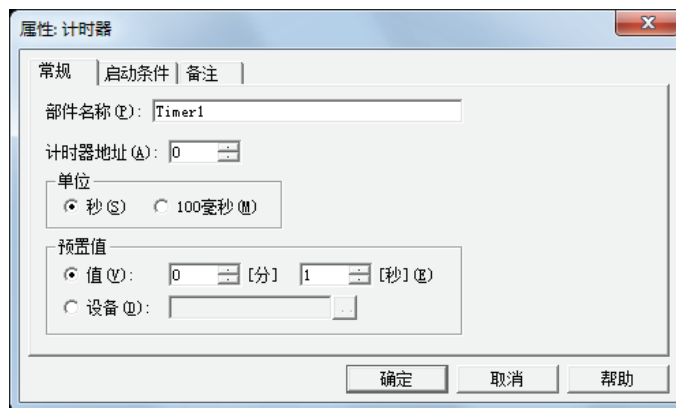 属性: 计时器
常规 启动条件 备注
部件名称(P): Timer1
计时器地址(A): 0
单位
秒(S) 100毫秒(M)
预置值
值(V): 0 [分] 1 [秒](E)
设备(D): ..
确定 取消 帮助